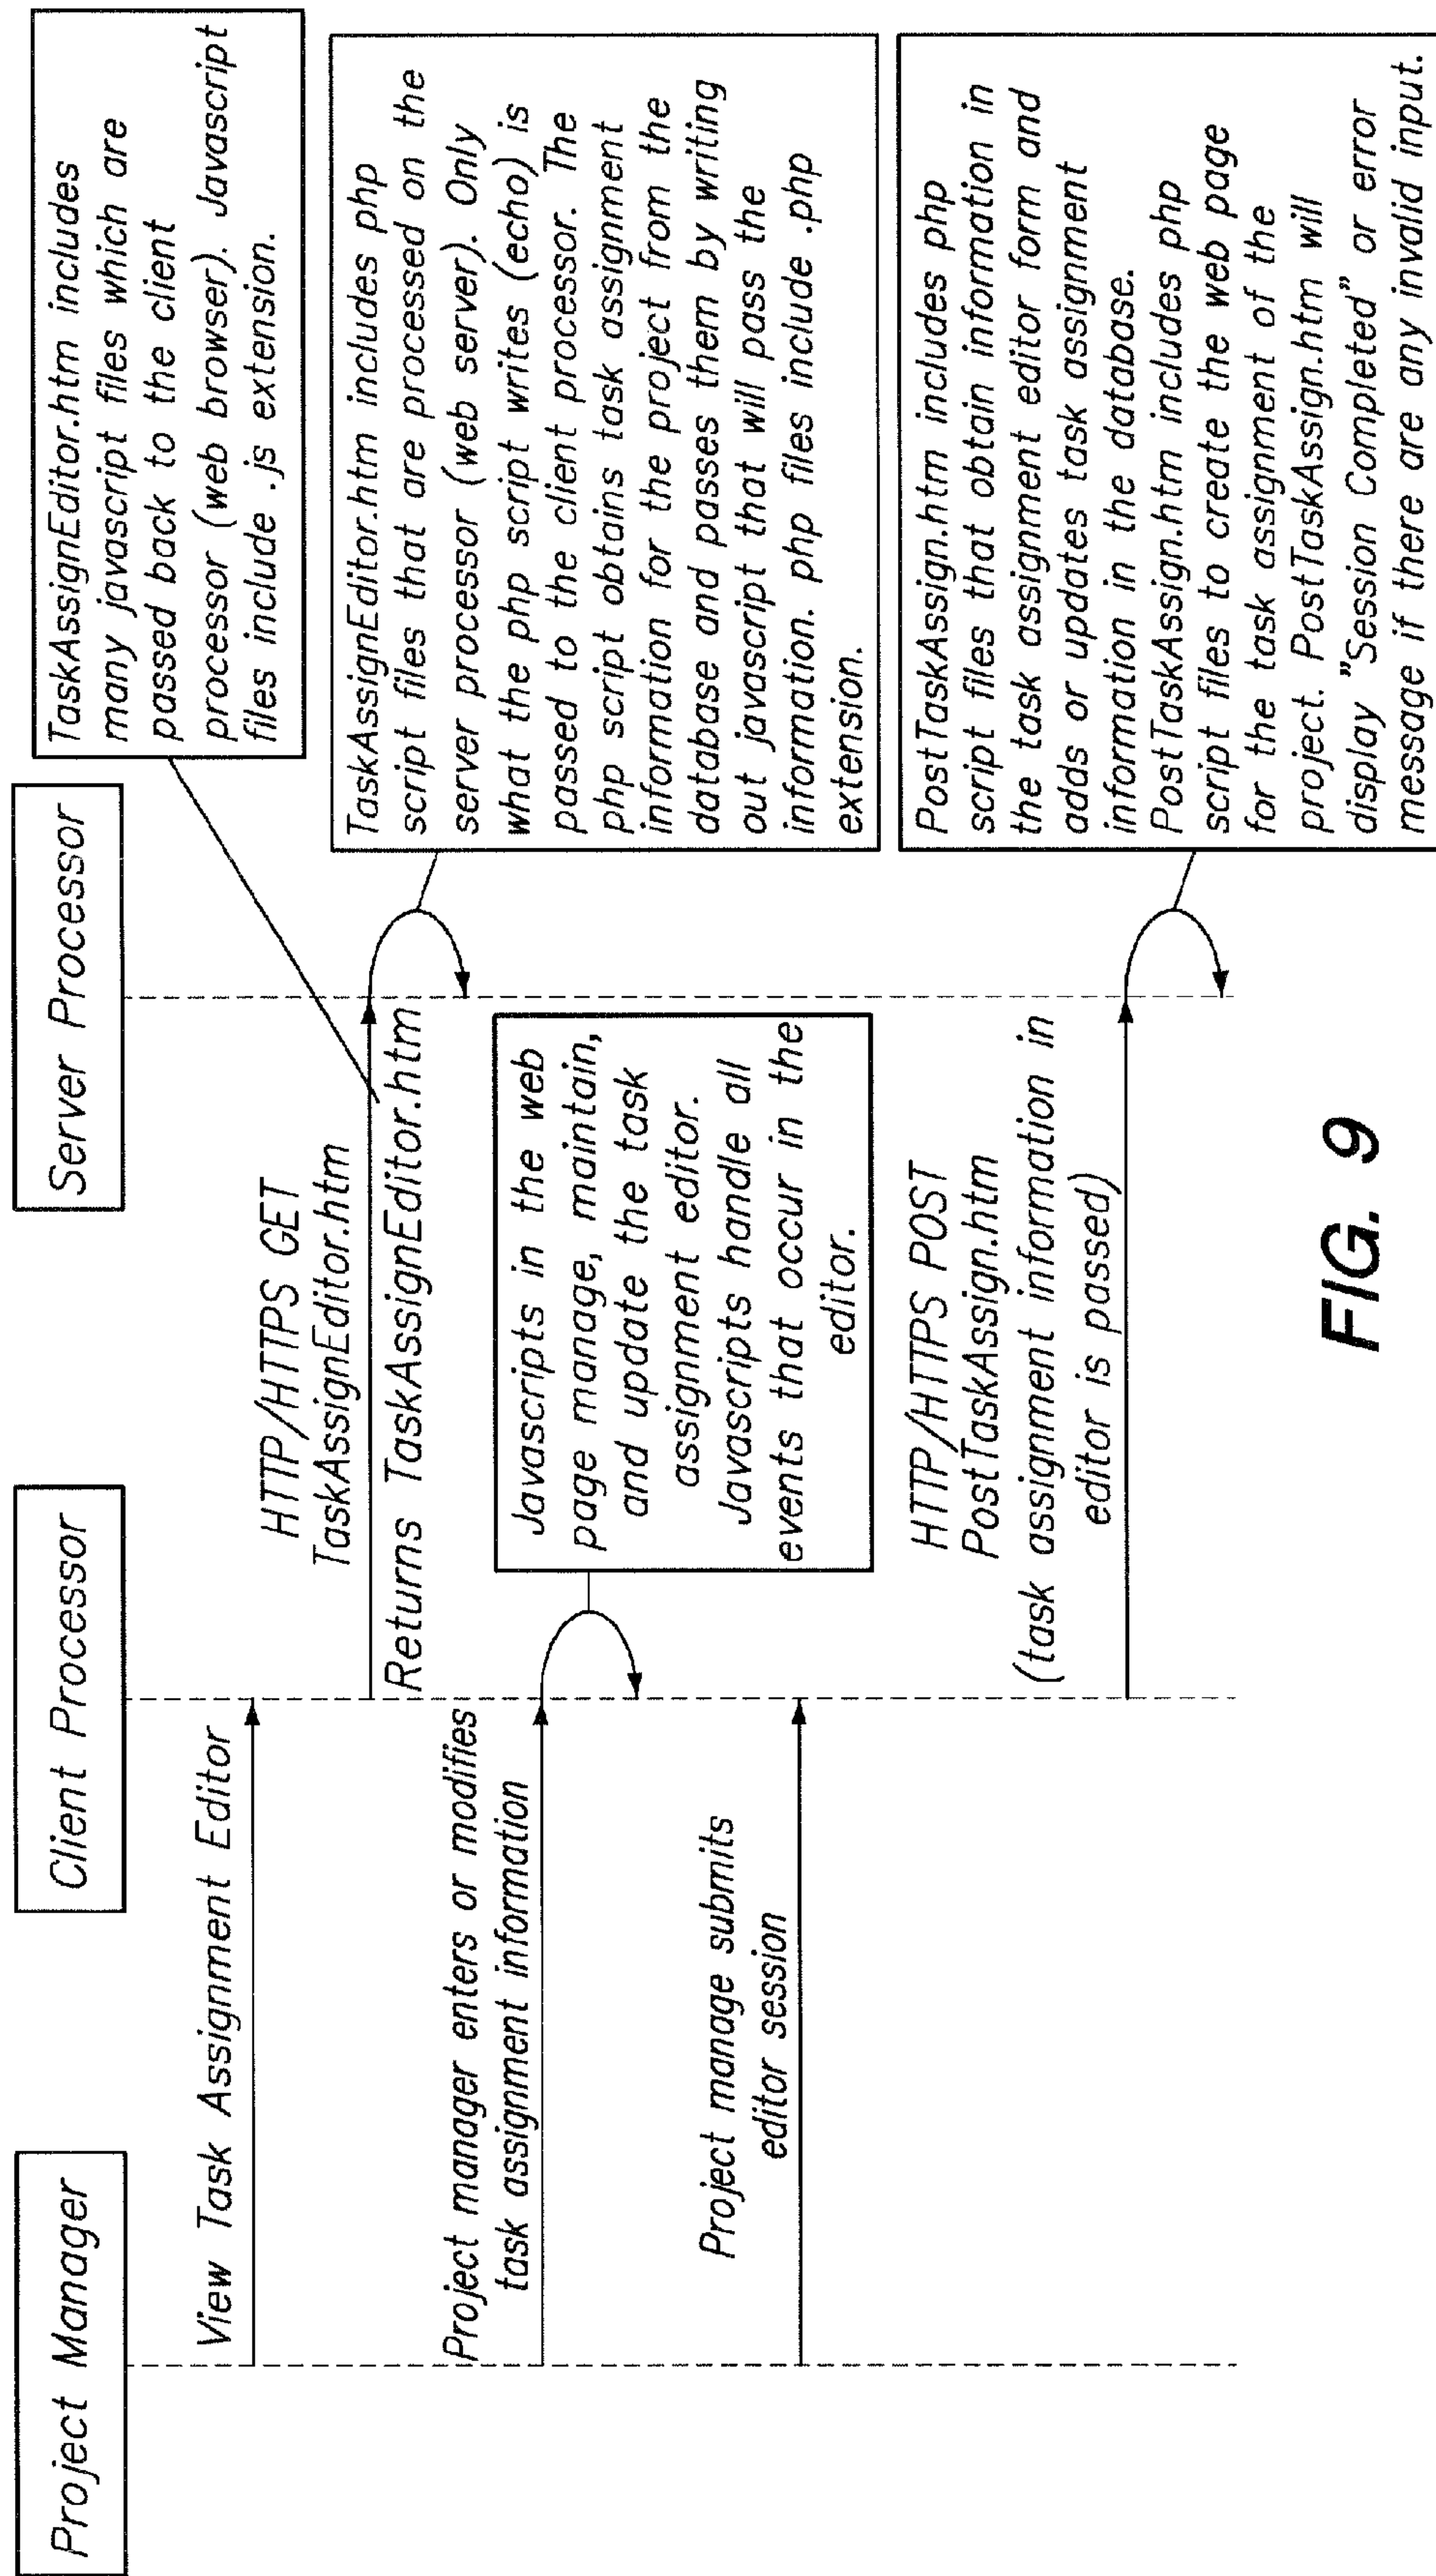 Project Manager
Client Processor
Server Processor
TaskAssignEditor.htm includes
many javascript files which are
passed back to the client
processor (web browser). Javascript
files include .js extension.
View Task Assignment Editor
HTTP/HTTPS GET
TaskAssignEditor.htm
Returns TaskAssignEditor.htm
TaskAssignEditor.htm includes php
script files that are processed on the
server processor (web server). Only
what the php script writes (echo) is
passed to the client processor. The
php script obtains task assignment
information for the project from the
database and passes them by writing
out javascript that will pass the
information. php files include .php
extension.
Project manager enters or modifies
task assignment information
Javascripts in the web
page manage, maintain,
and update the task
assignment editor.
Javascripts handle all
events that occur in the
editor.
Project manage submits
editor session
HTTP/HTTPS POST
PostTaskAssign.htm
(task assignment information in
editor is passed)
PostTaskAssign.htm includes php
script files that obtain information in
the task assignment editor form and
adds or updates task assignment
information in the database.
PostTaskAssign.htm includes php
script files to create the web page
for the task assignment of the
project. PostTaskAssign.htm will
display "Session Completed" or error
message if there are any invalid input.
FIG. 9